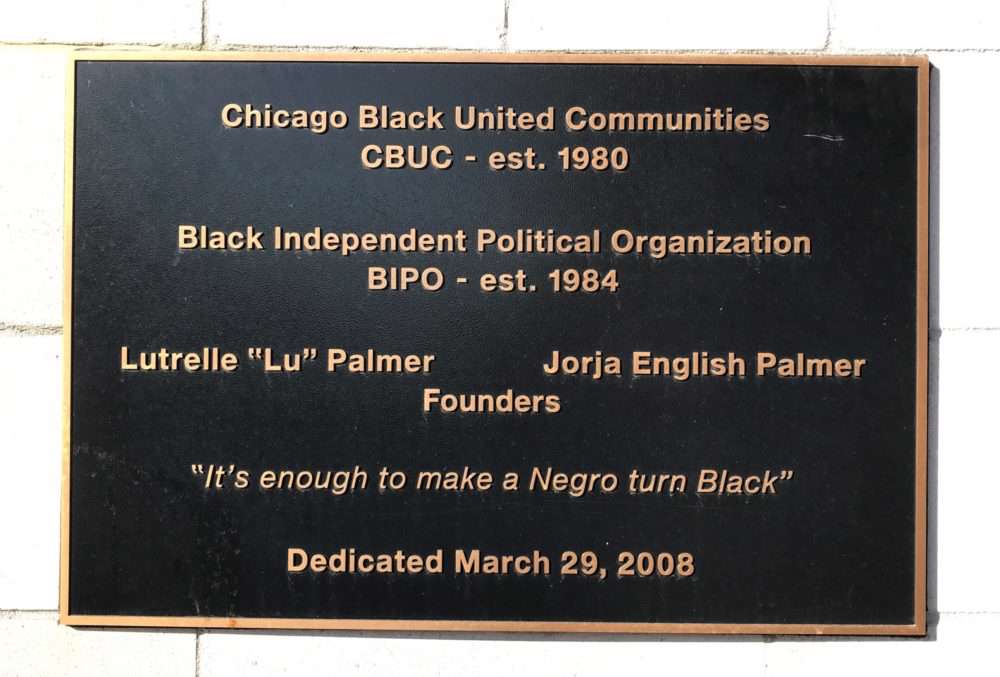 Chicago Black United Communities
CBUC - est. 1980
Black Independent Political Organization
BIPO - est. 1984
Lutrelle “Lu” Palmer Jorja English Palmer
Founders
“It’s enough to make a Negro turn Black”
Dedicated March 29, 2008